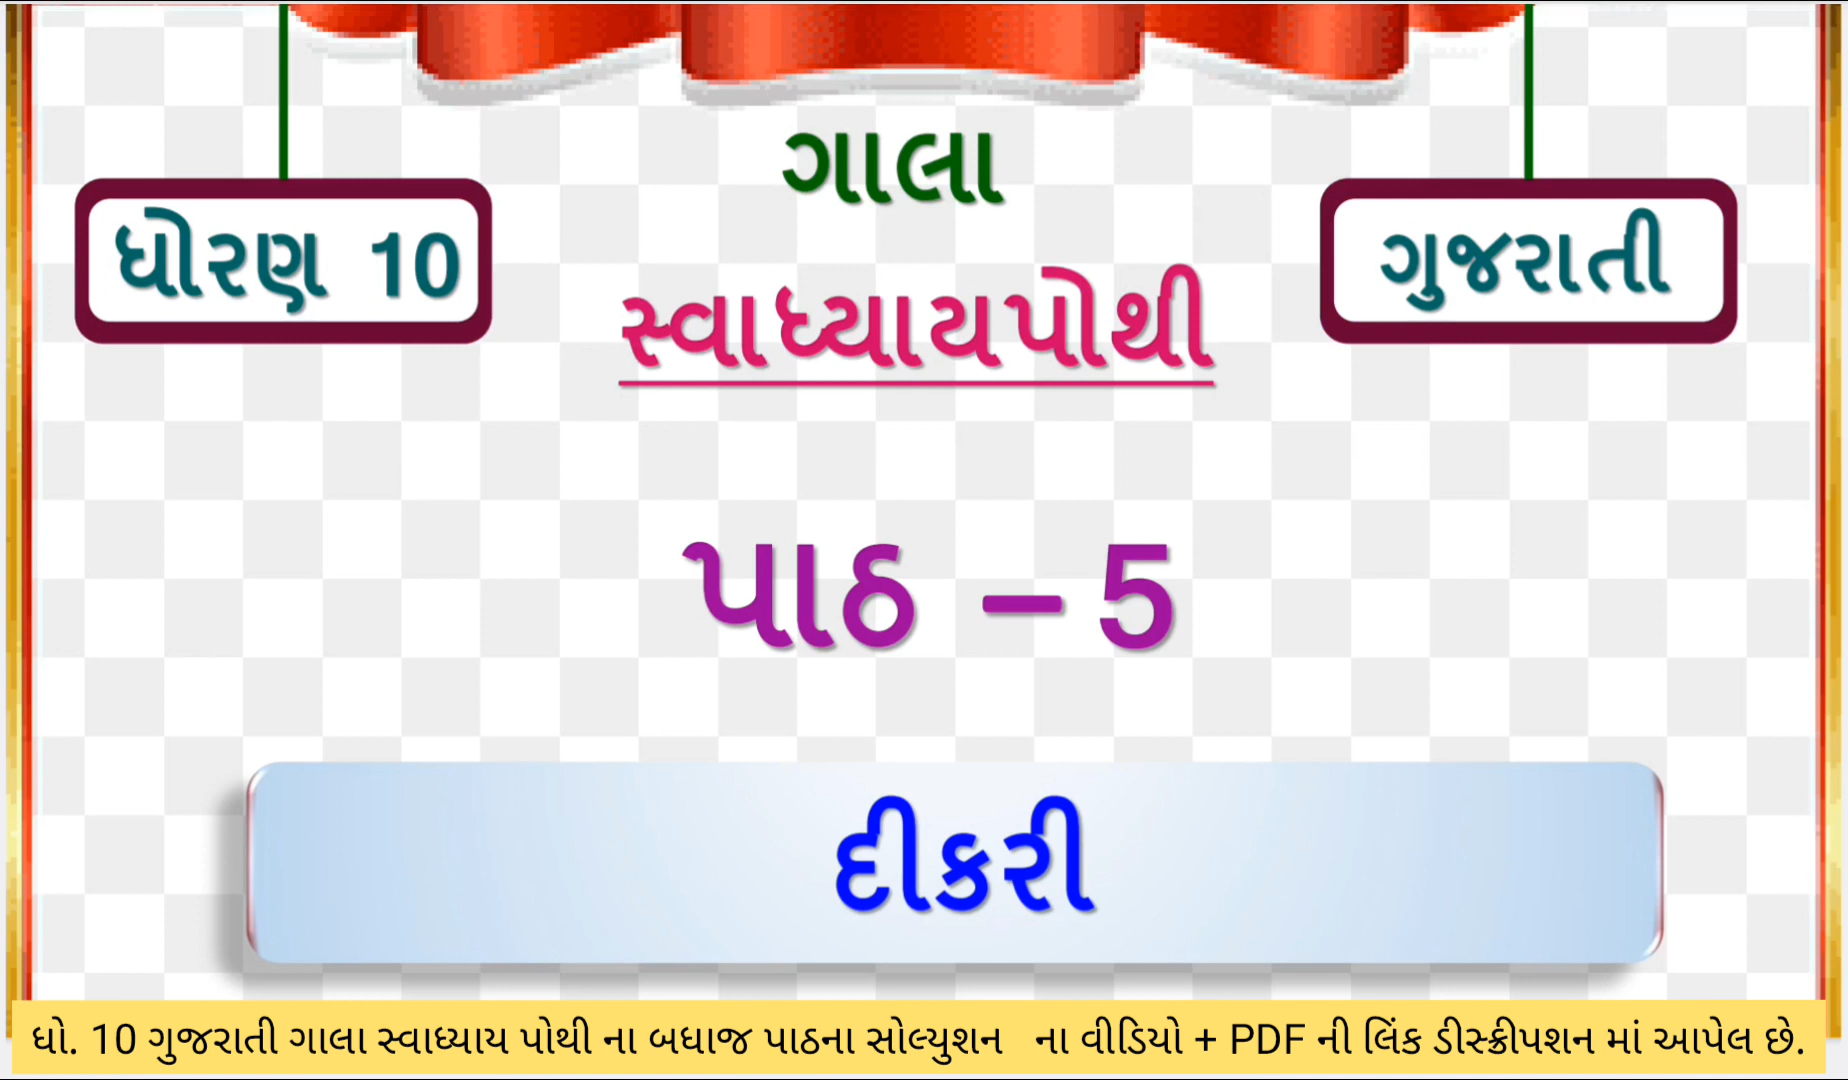 ગાલા
ધોરણ 10
ગુજરાતી
સ્વાધ્યાયપોથી
પાઠ – 5
દીકરી
ધો. 10 ગુજરાતી ગાલા સ્વાધ્યાય પોથી ના બધાજ પાઠના સોલ્યુશન ના વીડિયો + PDF ની લિંક ડીસ્ક્રીપશન માં આપેલ છે.